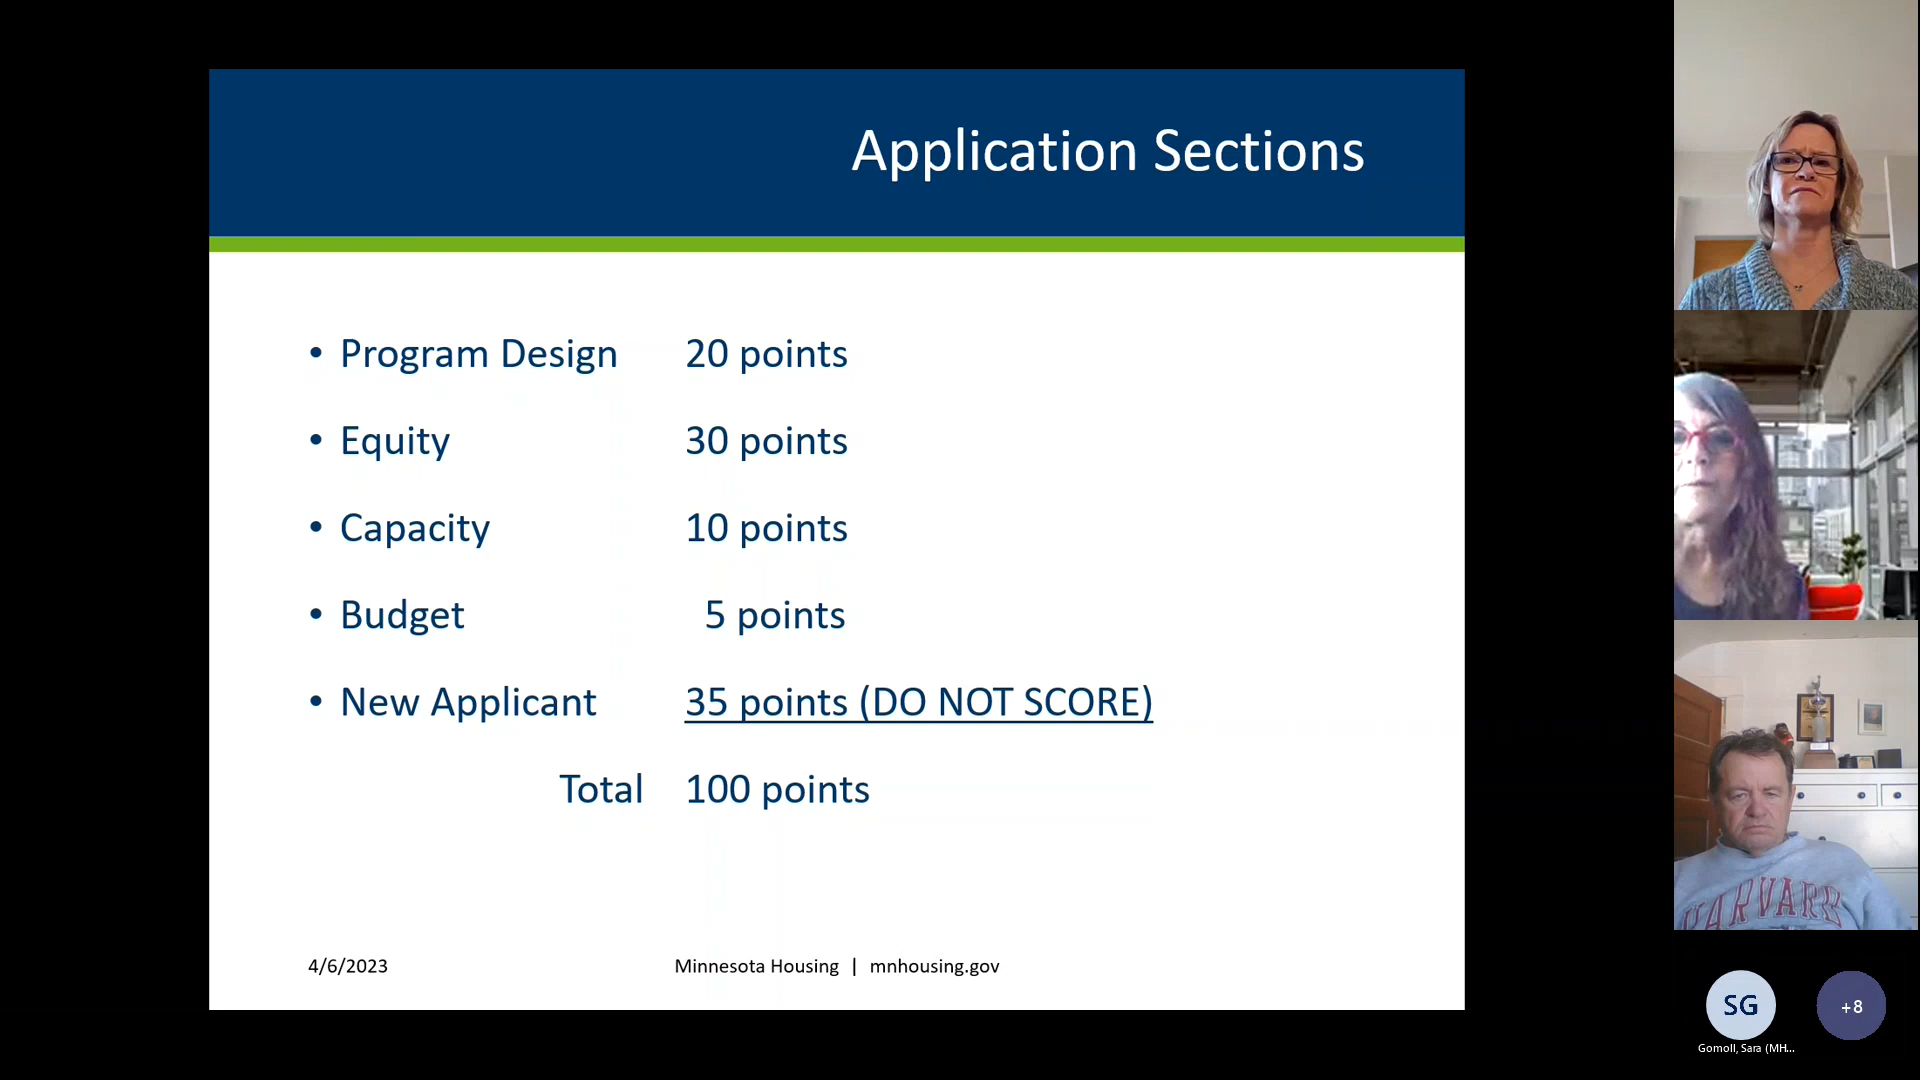 Application Sections
• Program Design 20 points
• Equity 30 points
• Capacity 10 points
• Budget 5 points
• New Applicant 35 points (DO NOT SCORE)
Total 100 points
4/6/2023 Minnesota Housing | mnhousing.gov
HARVARD
SG +8
Gomoll, Sara (MH...